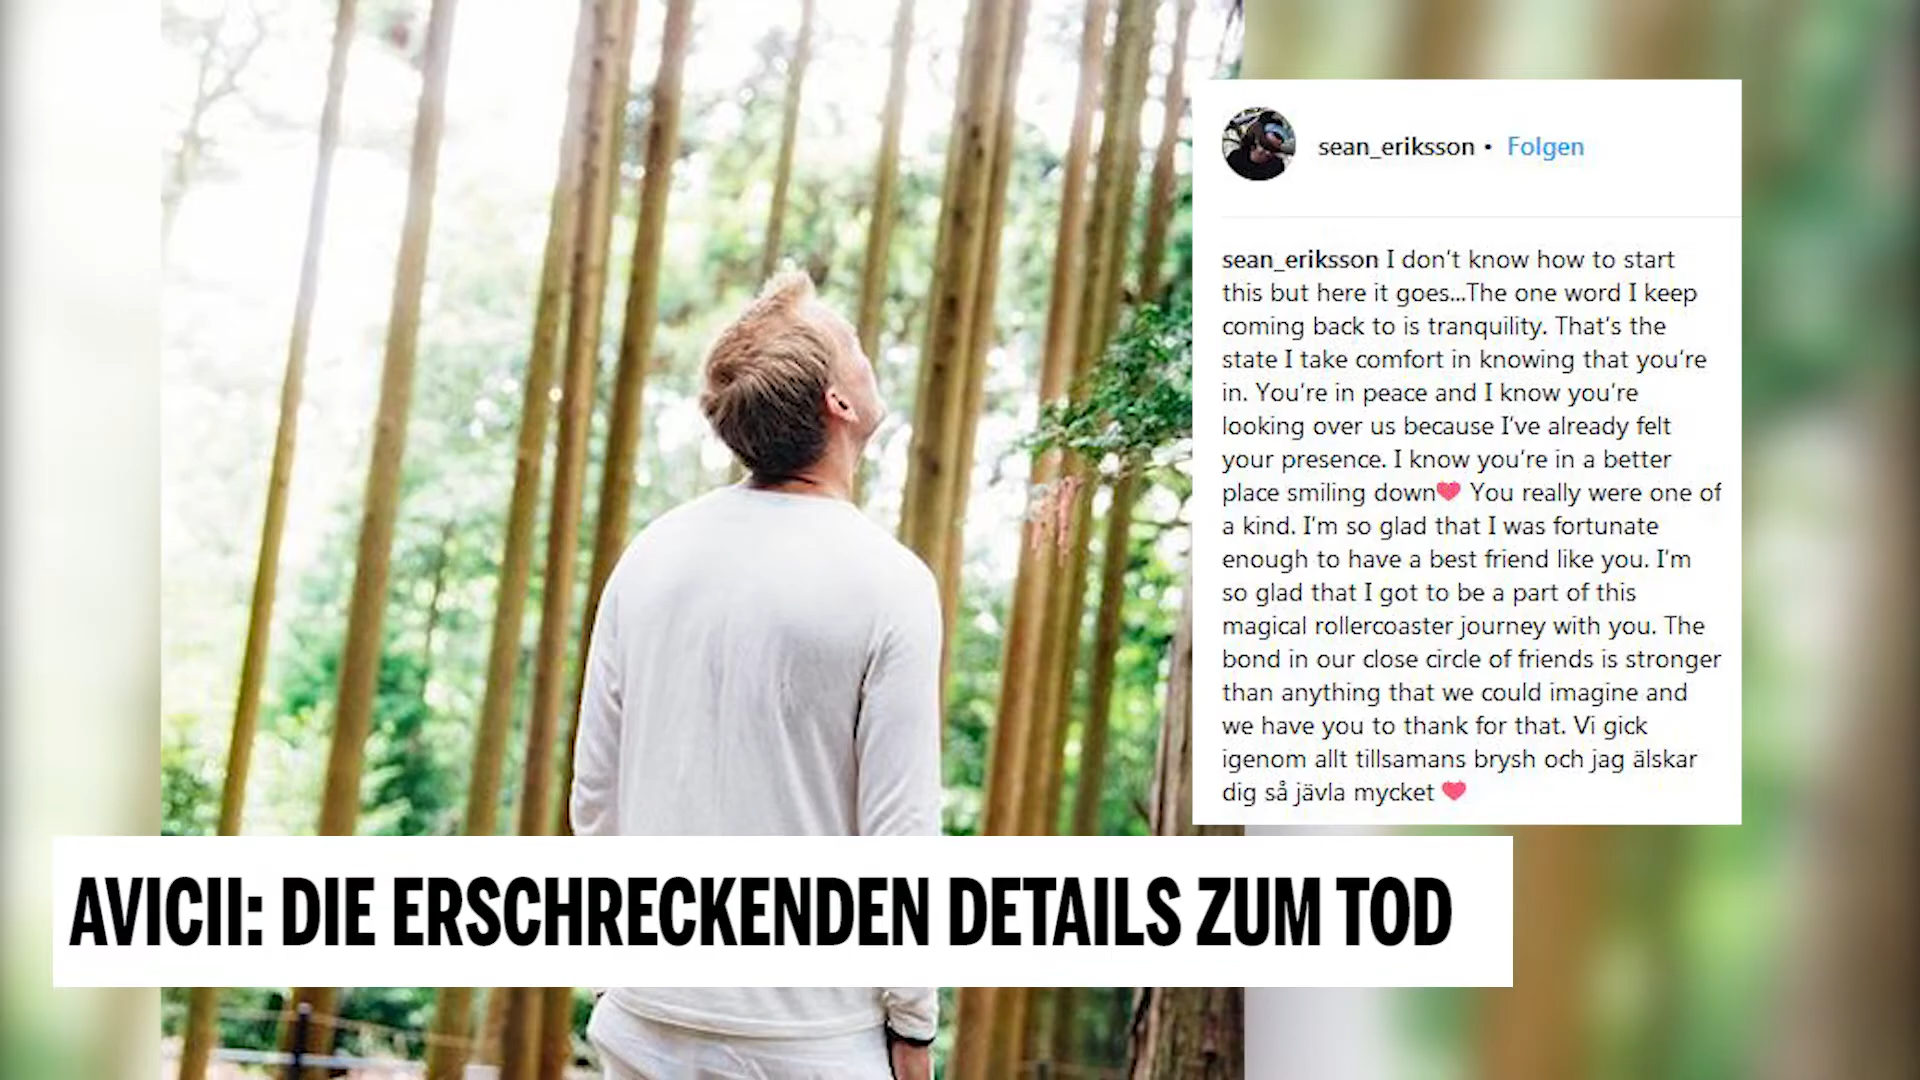 sean_eriksson • Folgen
sean_eriksson I don't know how to start
this but here it goes...The one word I keep
coming back to is tranquility. That's the
state I take comfort in knowing that you're
in. You're in peace and I know you're
looking over us because I've already felt
your presence. I know you're in a better
place smiling down❤ You really were one of
a kind. I'm so glad that I was fortunate
enough to have a best friend like you. I'm
so glad that I got to be a part of this
magical rollercoaster journey with you. The
bond in our close circle of friends is stronger
than anything that we could imagine and
we have you to thank for that. Vi gick
igenom allt tillsamans brysh och jag älskar
dig så jävla mycket ❤
AVICII: DIE ERSCHRECKENDEN DETAILS ZUM TOD